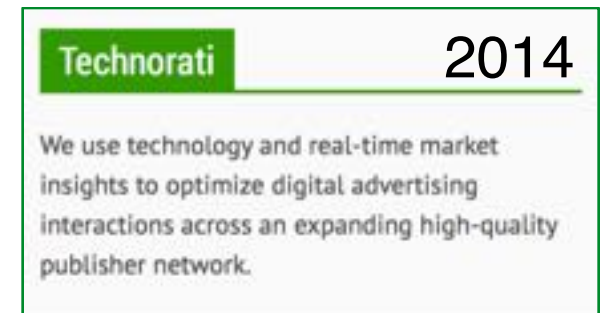 Technorati 2014
We use technology and real-time market
insights to optimize digital advertising
interactions across an expanding high-quality
publisher network.